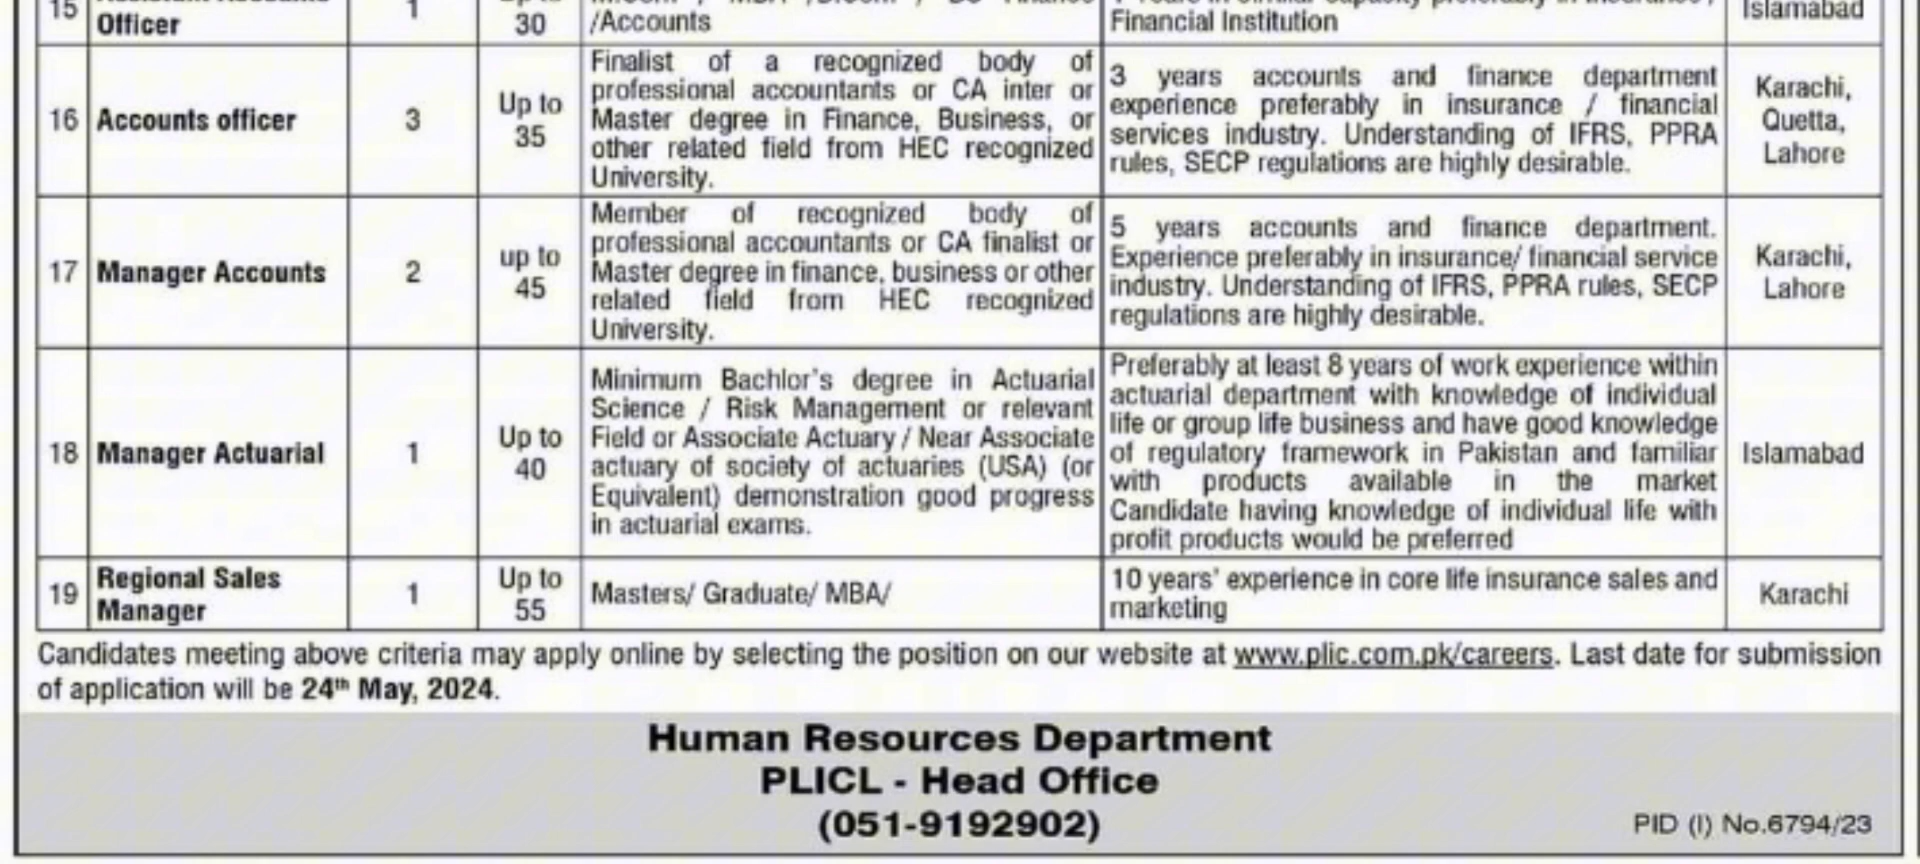 15
Officer
1
30
/Accounts
Financial Institution
Islamabad
16
Accounts officer
3
Up to
35
Finalist of a recognized body of
professional accountants or CA inter or
Master degree in Finance, Business, or
other related field from HEC recognized
University.
3 years accounts and finance department
experience preferably in insurance / financial
services industry. Understanding of IFRS, PPRA
rules, SECP regulations are highly desirable.
Karachi,
Quetta,
Lahore
17
Manager Accounts
2
up to
45
Member of recognized body of
professional accountants or CA finalist or
Master degree in finance, business or other
related field from HEC recognized
University.
5 years accounts and finance department.
Experience preferably in insurance/ financial service
industry. Understanding of IFRS, PPRA rules, SECP
regulations are highly desirable.
Karachi,
Lahore
18
Manager Actuarial
1
Up to
40
Minimum Bachlor's degree in Actuarial
Science / Risk Management or relevant
Field or Associate Actuary / Near Associate
actuary of society of actuaries (USA) (or
Equivalent) demonstration good progress
in actuarial exams.
Preferably at least 8 years of work experience within
actuarial department with knowledge of individual
life or group life business and have good knowledge
of regulatory framework in Pakistan and familiar
with products available in the market
Candidate having knowledge of individual life with
profit products would be preferred
Islamabad
19
Regional Sales
Manager
1
Up to
55
Masters/ Graduate/ MBA/
10 years' experience in core life insurance sales and
marketing
Karachi
Candidates meeting above criteria may apply online by selecting the position on our website at www.plic.com.pk/careers. Last date for submission
of application will be 24th May, 2024.
Human Resources Department
PLICL - Head Office
(051-9192902)
PID (I) No.6794/23